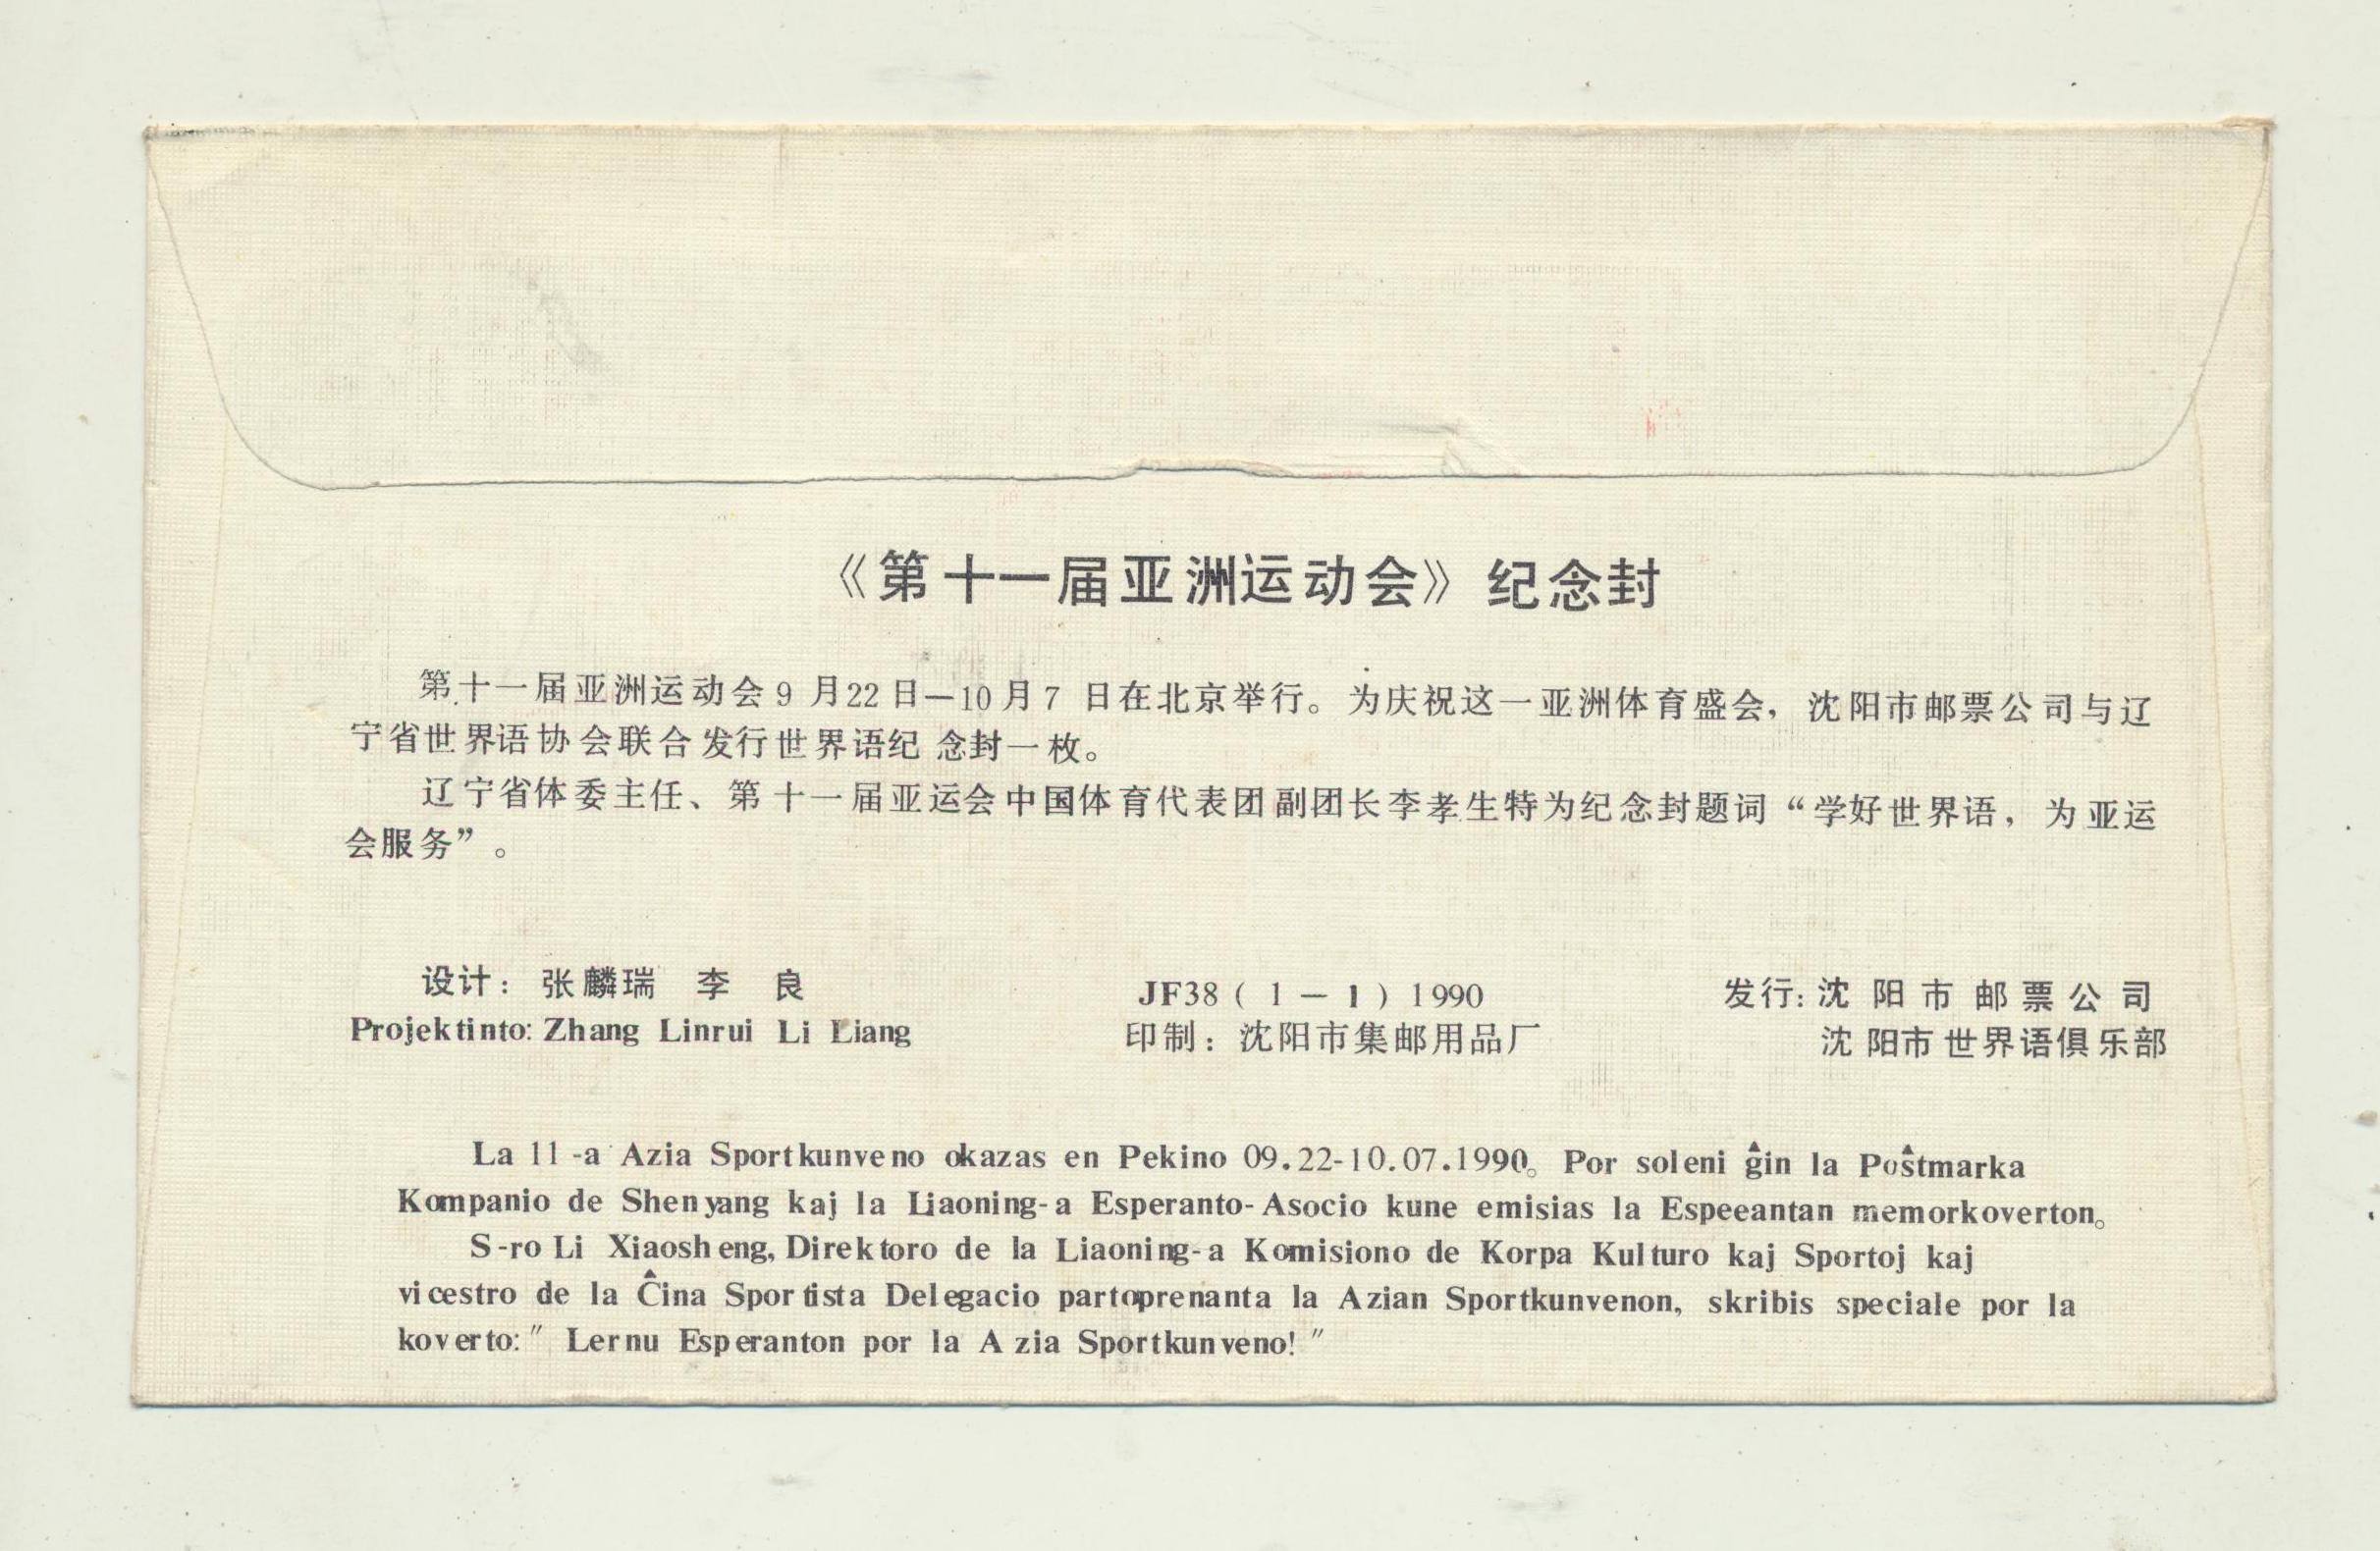 《第十一届亚洲运动会》纪念封
第十一届亚洲运动会9月22日—10月7日在北京举行。为庆祝这一亚洲体育盛会，沈阳市邮票公司与辽
宁省世界语协会联合发行世界语纪念封一枚。
辽宁省体委主任、第十一届亚运会中国体育代表团副团长李孝生特为纪念封题词“学好世界语，为亚运
会服务”。
设计：张麟瑞 李 良
Projektinto: Zhang Linrui Li Liang
JF38（1－1）1990
印制：沈阳市集邮用品厂
发行：沈阳市邮票公司
沈阳市世界语俱乐部
La 11-a Azia Sportkunveno okazas en Pekino 09.22-10.07.1990。Por soleni ĝin la Poŝtmarka
Kompanio de Shenyang kaj la Liaoning-a Esperanto-Asocio kune emisias la Espeeantan memorkoverton。
S-ro Li Xiaosheng, Direktoro de la Liaoning-a Komisiono de Korpa Kulturo kaj Sportoj kaj
vicestro de la Ĉina Sportista Delegacio partoprenanta la Azian Sportkunvenon, skribis speciale por la
koverto: ″Lernu Esperanton por la Azia Sportkunveno!″